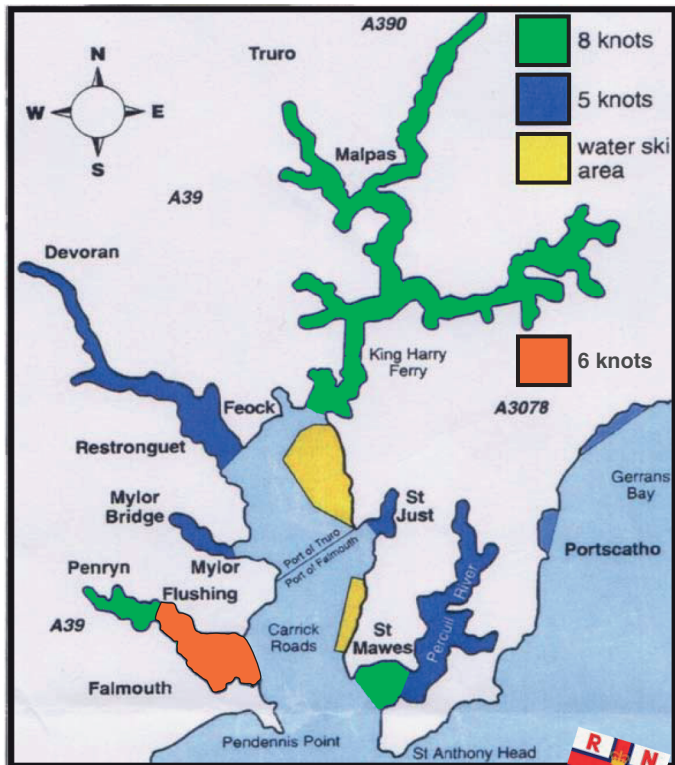 A390
Truro
8 knots
N
W
E
S
5 knots
Malpas
water ski
area
A39
Devoran
King Harry
Ferry
6 knots
Feock
A3078
Restronguet
Gerrans
Bay
Mylor
Bridge
St
Just
Port of Truro
Port of Falmouth
Portscatho
Penryn
Mylor
Flushing
Percuil River
A39
Carrick
Roads
St
Mawes
Falmouth
Pendennis Point
St Anthony Head
R N